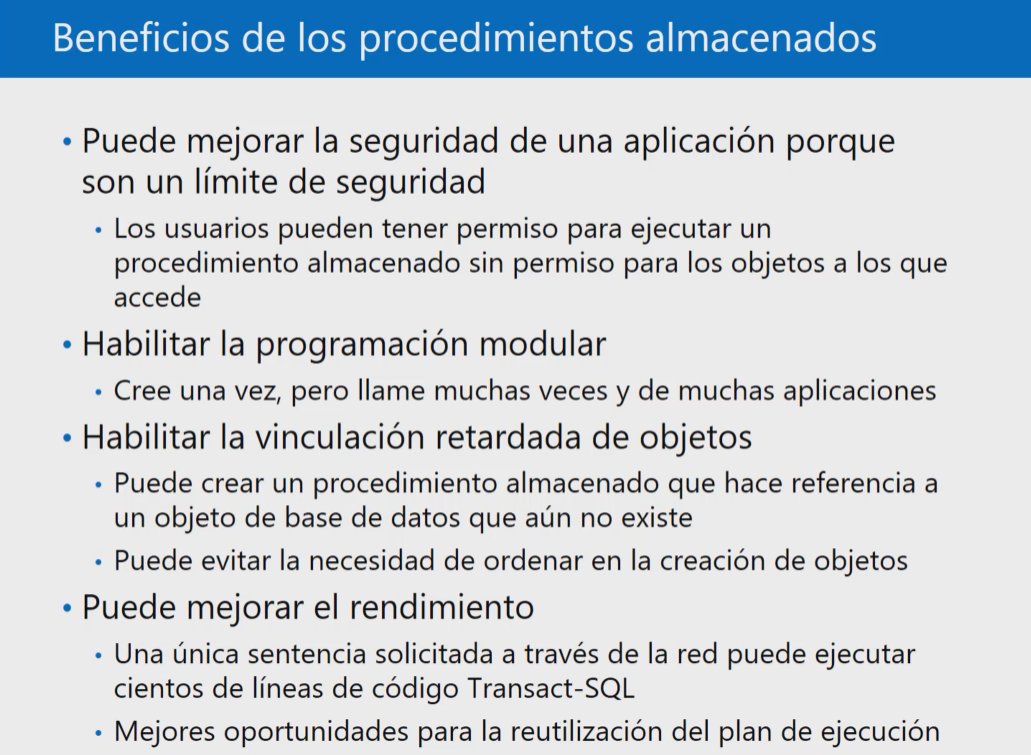 Beneficios de los procedimientos almacenados
• Puede mejorar la seguridad de una aplicación porque
son un límite de seguridad
• Los usuarios pueden tener permiso para ejecutar un
procedimiento almacenado sin permiso para los objetos a los que
accede
• Habilitar la programación modular
• Cree una vez, pero llame muchas veces y de muchas aplicaciones
• Habilitar la vinculación retardada de objetos
• Puede crear un procedimiento almacenado que hace referencia a
un objeto de base de datos que aún no existe
• Puede evitar la necesidad de ordenar en la creación de objetos
• Puede mejorar el rendimiento
• Una única sentencia solicitada a través de la red puede ejecutar
cientos de líneas de código Transact-SQL
• Mejores oportunidades para la reutilización del plan de ejecución